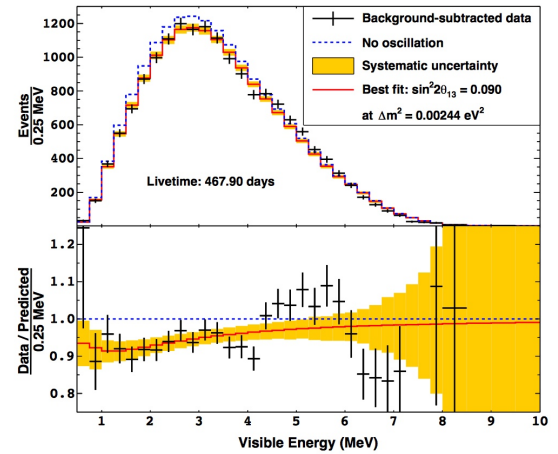 Background-subtracted data
No oscillation
Systematic uncertainty
Best fit: sin²2θ₁₃ = 0.090
at Δm² = 0.00244 eV²
Livetime: 467.90 days
Events
0.25 MeV
1200
1000
800
600
400
200
Data / Predicted
0.25 MeV
1.2
1.1
1.0
0.9
0.8
1 2 3 4 5 6 7 8 9 10
Visible Energy (MeV)